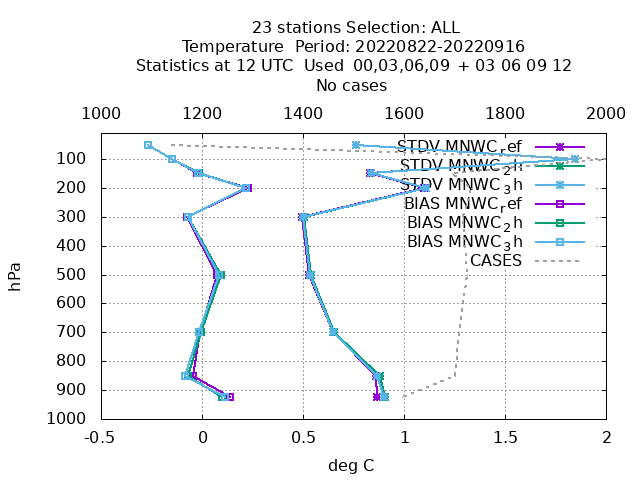 23 stations Selection: ALL
Temperature  Period: 20220822-20220916
Statistics at 12 UTC  Used  00,03,06,09 + 03 06 09 12
No cases
1000 1200 1400 1600 1800 2000
STDV MNWC_ref
STDV MNWC_2h
STDV MNWC_3h
BIAS MNWC_ref
BIAS MNWC_2h
BIAS MNWC_3h
CASES
hPa
100
200
300
400
500
600
700
800
900
1000
-0.5 0 0.5 1 1.5 2
deg C